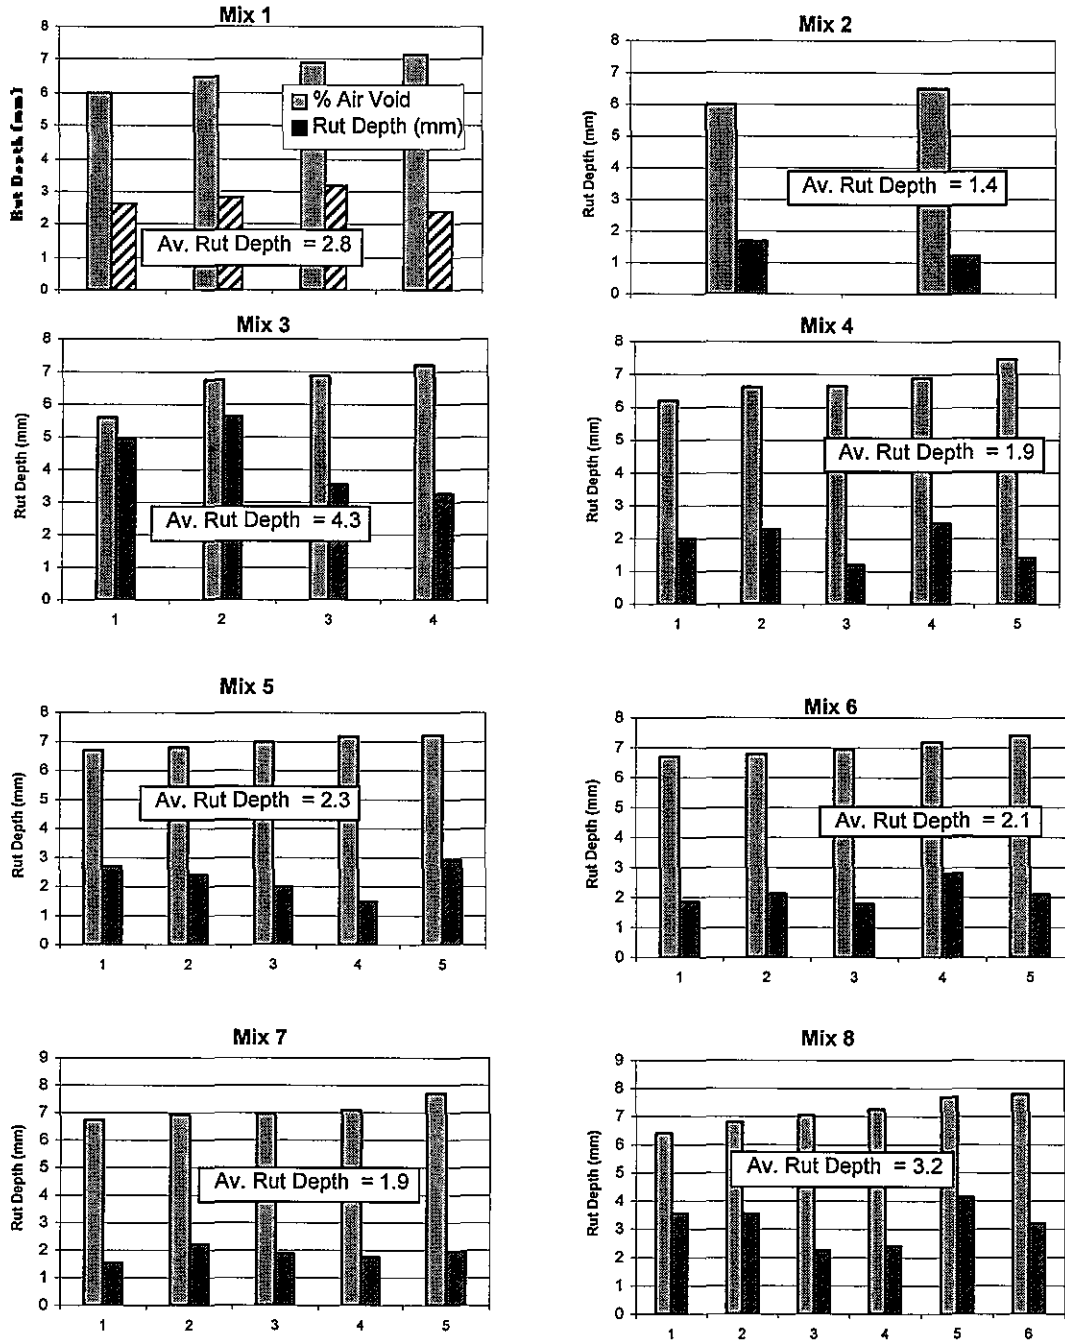 Mix 1
8
7
6
5
4
3
2
1
0
Rut Depth (mm)
% Air Void
Rut Depth (mm)
Av. Rut Depth = 2.8
Mix 2
8
7
6
5
4
3
2
1
0
Rut Depth (mm)
Av. Rut Depth = 1.4
Mix 3
8
7
6
5
4
3
2
1
0
Rut Depth (mm)
Av. Rut Depth = 4.3
1 2 3 4
Mix 4
8
7
6
5
4
3
2
1
0
Rut Depth (mm)
Av. Rut Depth = 1.9
1 2 3 4 5
Mix 5
8
7
6
5
4
3
2
1
0
Rut Depth (mm)
Av. Rut Depth = 2.3
1 2 3 4 5
Mix 6
8
7
6
5
4
3
2
1
0
Rut Depth (mm)
Av. Rut Depth = 2.1
1 2 3 4 5
Mix 7
9
8
7
6
5
4
3
2
1
0
Rut Depth (mm)
Av. Rut Depth = 1.9
1 2 3 4 5
Mix 8
9
8
7
6
5
4
3
2
1
0
Rut Depth (mm)
Av. Rut Depth = 3.2
1 2 3 4 5 6